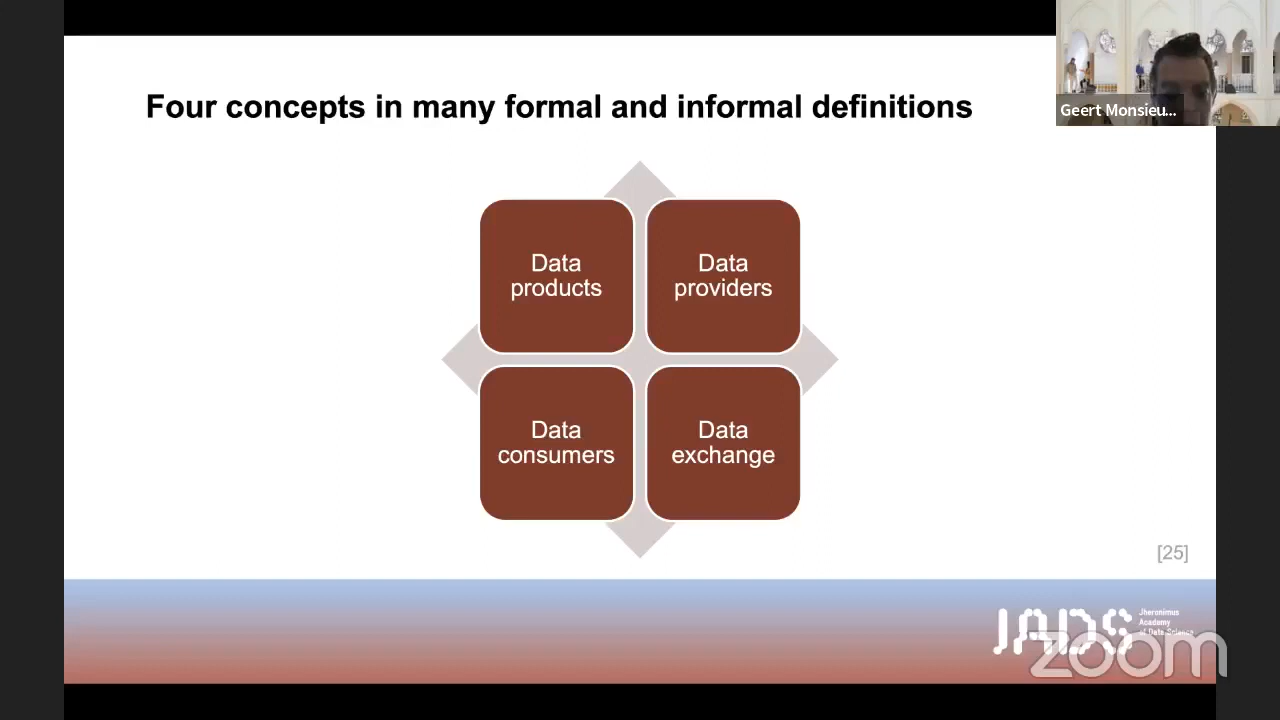 Four concepts in many formal and informal definitions
Geert Monsieu...
Data
products
Data
providers
Data
consumers
Data
exchange
[25]
JADS
Jheronimus
Academy
of Data Science
zoom